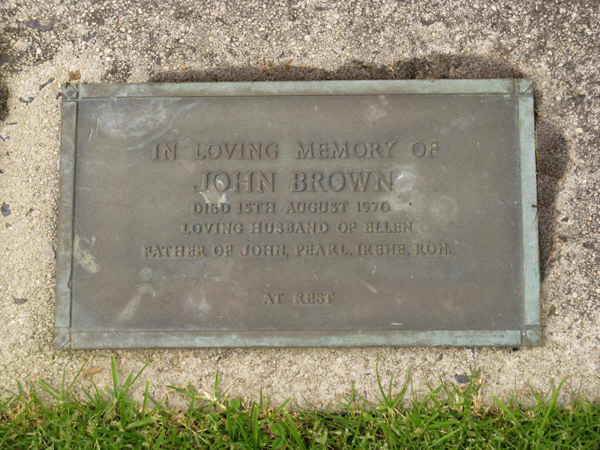 IN LOVING MEMORY OF
JOHN BROWN
DIED 15TH AUGUST 1970
LOVING HUSBAND OF ELLEN
FATHER OF JOHN, PEARL, IRENE, RON.
AT REST